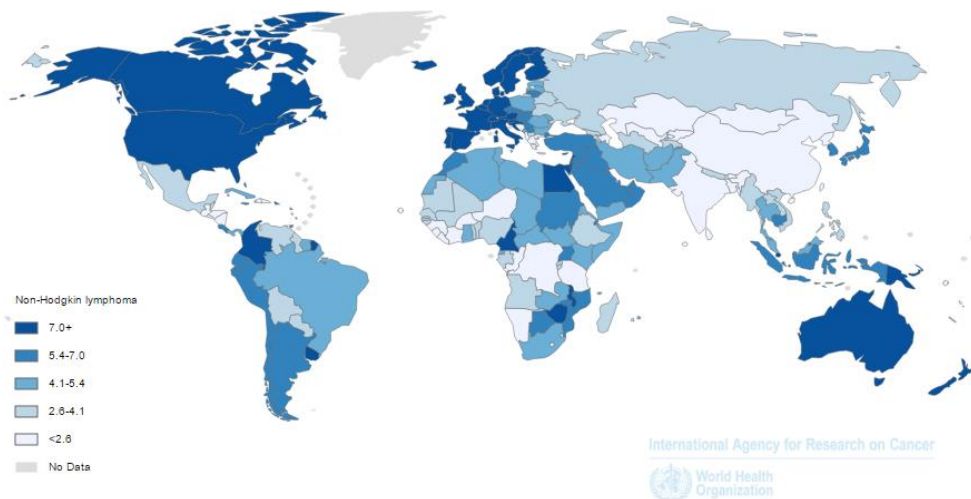 Non-Hodgkin lymphoma
7.0+
5.4-7.0
4.1-5.4
2.6-4.1
<2.6
No Data
International Agency for Research on Cancer
World Health
Organization